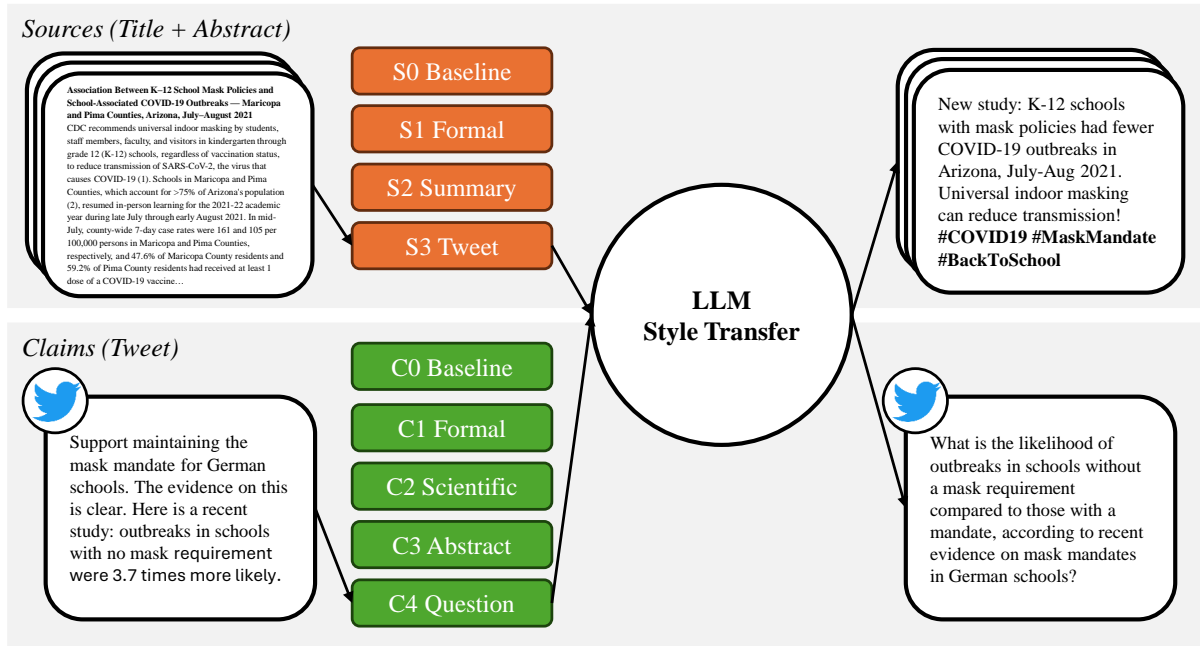 Sources (Title + Abstract)
Association Between K–12 School Mask Policies and
School-Associated COVID-19 Outbreaks — Maricopa
and Pima Counties, Arizona, July–August 2021
CDC recommends universal indoor masking by students,
staff members, faculty, and visitors in kindergarten through
grade 12 (K-12) schools, regardless of vaccination status,
to reduce transmission of SARS-CoV-2, the virus that
causes COVID-19 (1). Schools in Maricopa and Pima
Counties, which account for >75% of Arizona's population
(2), resumed in-person learning for the 2021-22 academic
year during late July through early August 2021. In mid-
July, county-wide 7-day case rates were 161 and 105 per
100,000 persons in Maricopa and Pima Counties,
respectively, and 47.6% of Maricopa County residents and
59.2% of Pima County residents had received at least 1
dose of a COVID-19 vaccine…
S0 Baseline
S1 Formal
S2 Summary
S3 Tweet
LLM
Style Transfer
New study: K-12 schools
with mask policies had fewer
COVID-19 outbreaks in
Arizona, July-Aug 2021.
Universal indoor masking
can reduce transmission!
#COVID19 #MaskMandate
#BackToSchool
Claims (Tweet)
Support maintaining the
mask mandate for German
schools. The evidence on this
is clear. Here is a recent
study: outbreaks in schools
with no mask requirement
were 3.7 times more likely.
C0 Baseline
C1 Formal
C2 Scientific
C3 Abstract
C4 Question
What is the likelihood of
outbreaks in schools without
a mask requirement
compared to those with a
mandate, according to recent
evidence on mask mandates
in German schools?